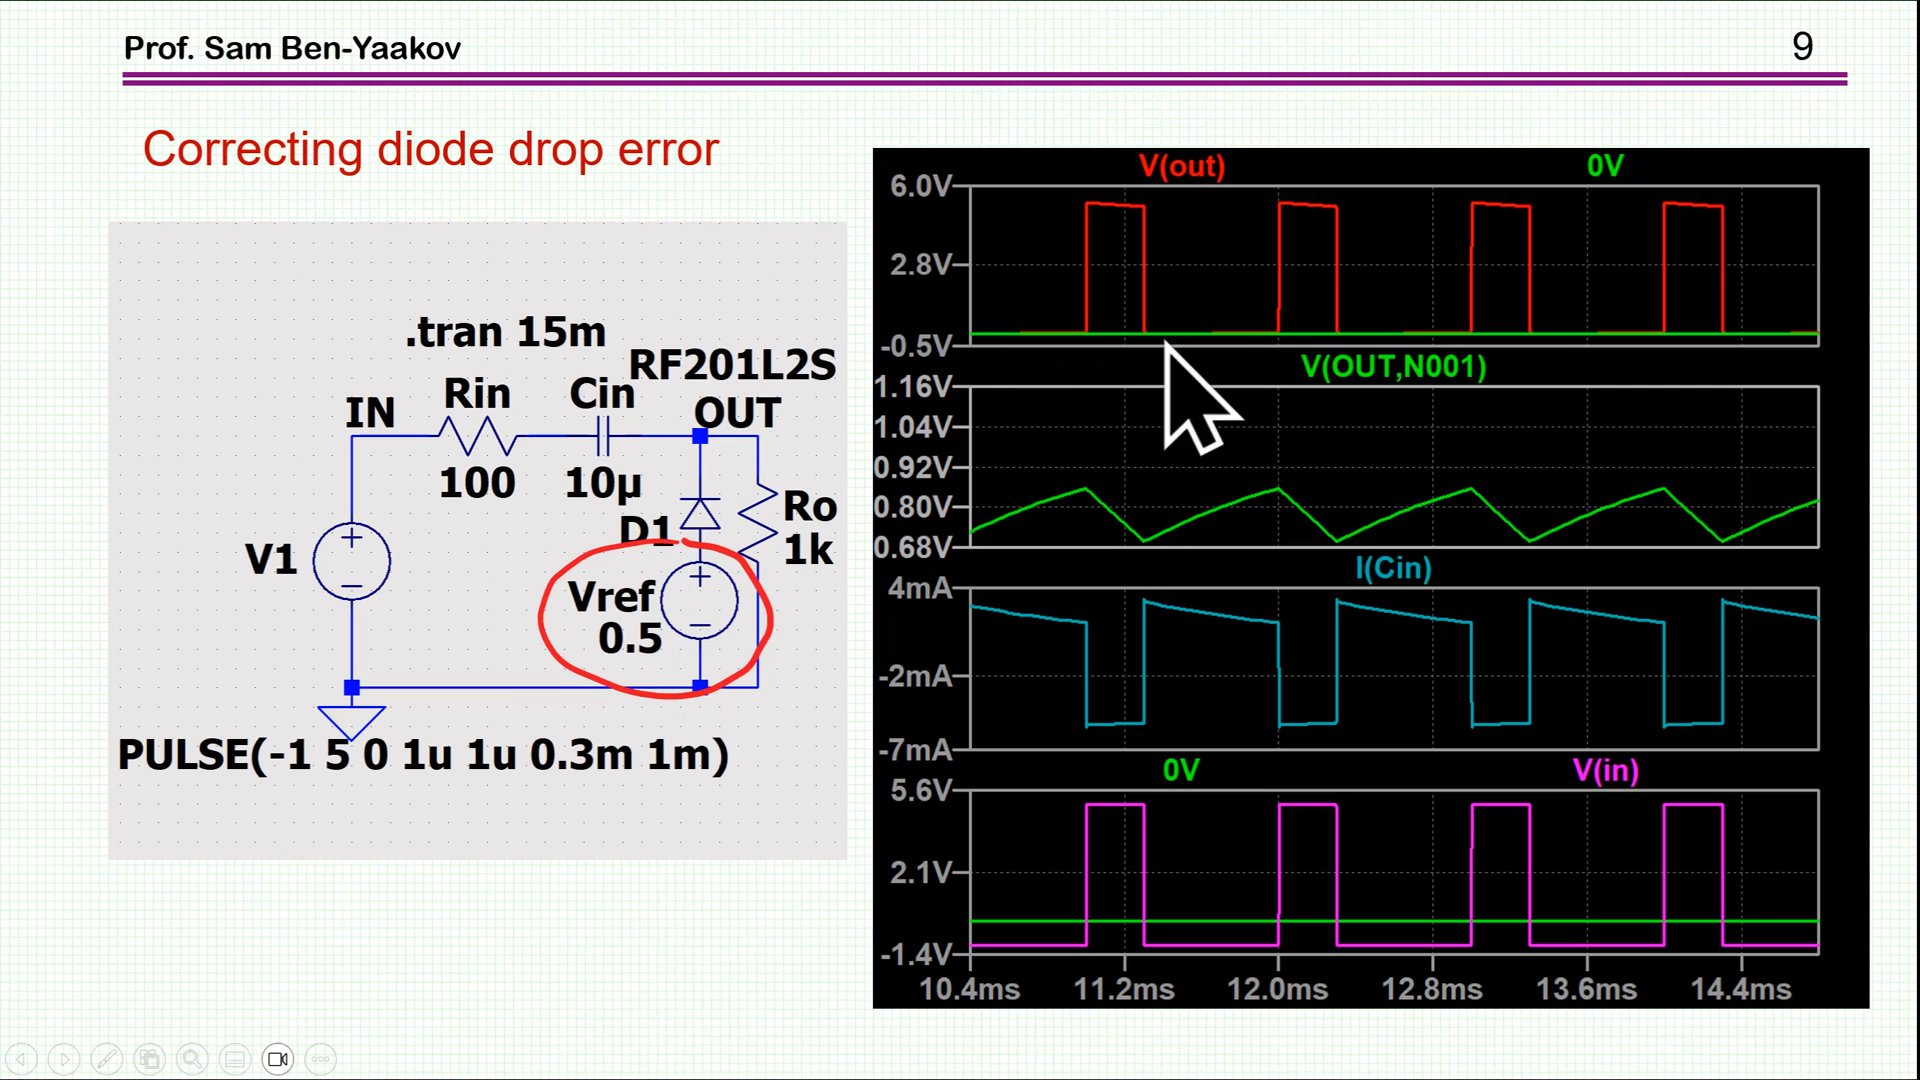 Prof. Sam Ben-Yaakov
9
Correcting diode drop error
.tran 15m
RF201L2S
IN
Rin
Cin
OUT
100
10µ
D1
Ro
1k
V1
Vref
0.5
PULSE(-1 5 0 1u 1u 0.3m 1m)
V(out) 0V
6.0V
2.8V
-0.5V
V(OUT,N001)
1.16V
1.04V
0.92V
0.80V
0.68V
I(Cin)
4mA
-2mA
-7mA
0V V(in)
5.6V
2.1V
-1.4V
10.4ms 11.2ms 12.0ms 12.8ms 13.6ms 14.4ms